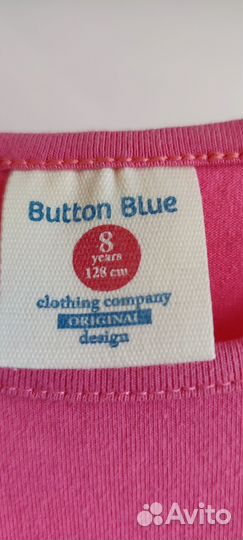 Button Blue
8
years
128 cm
clothing company
ORIGINAL
design
Avito